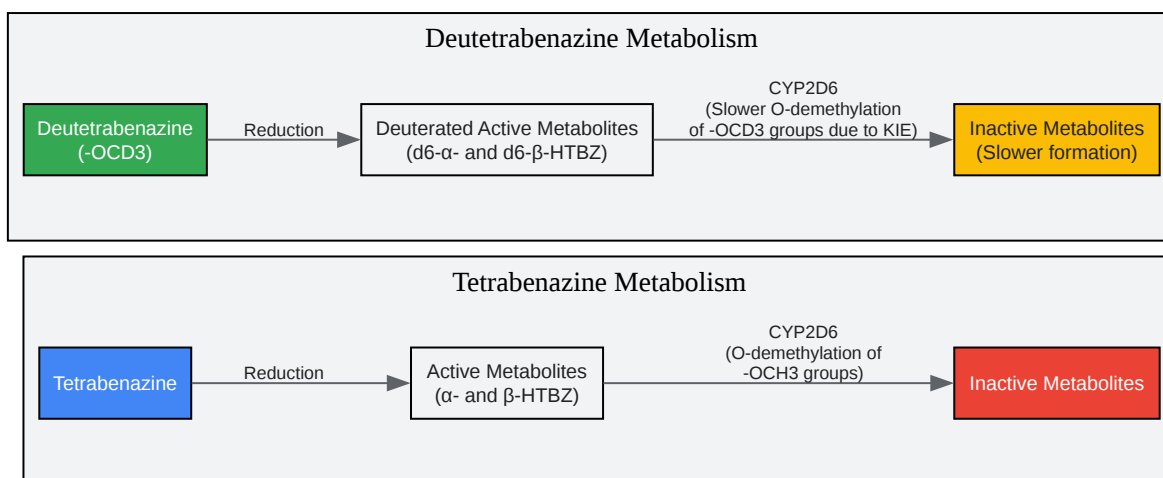 Deutetrabenazine Metabolism
Deutetrabenazine
(-OCD3)
Reduction
Deuterated Active Metabolites
(d6-α- and d6-β-HTBZ)
CYP2D6
(Slower O-demethylation
of -OCD3 groups due to KIE)
Inactive Metabolites
(Slower formation)
Tetrabenazine Metabolism
Tetrabenazine
Reduction
Active Metabolites
(α- and β-HTBZ)
CYP2D6
(O-demethylation of
-OCH3 groups)
Inactive Metabolites